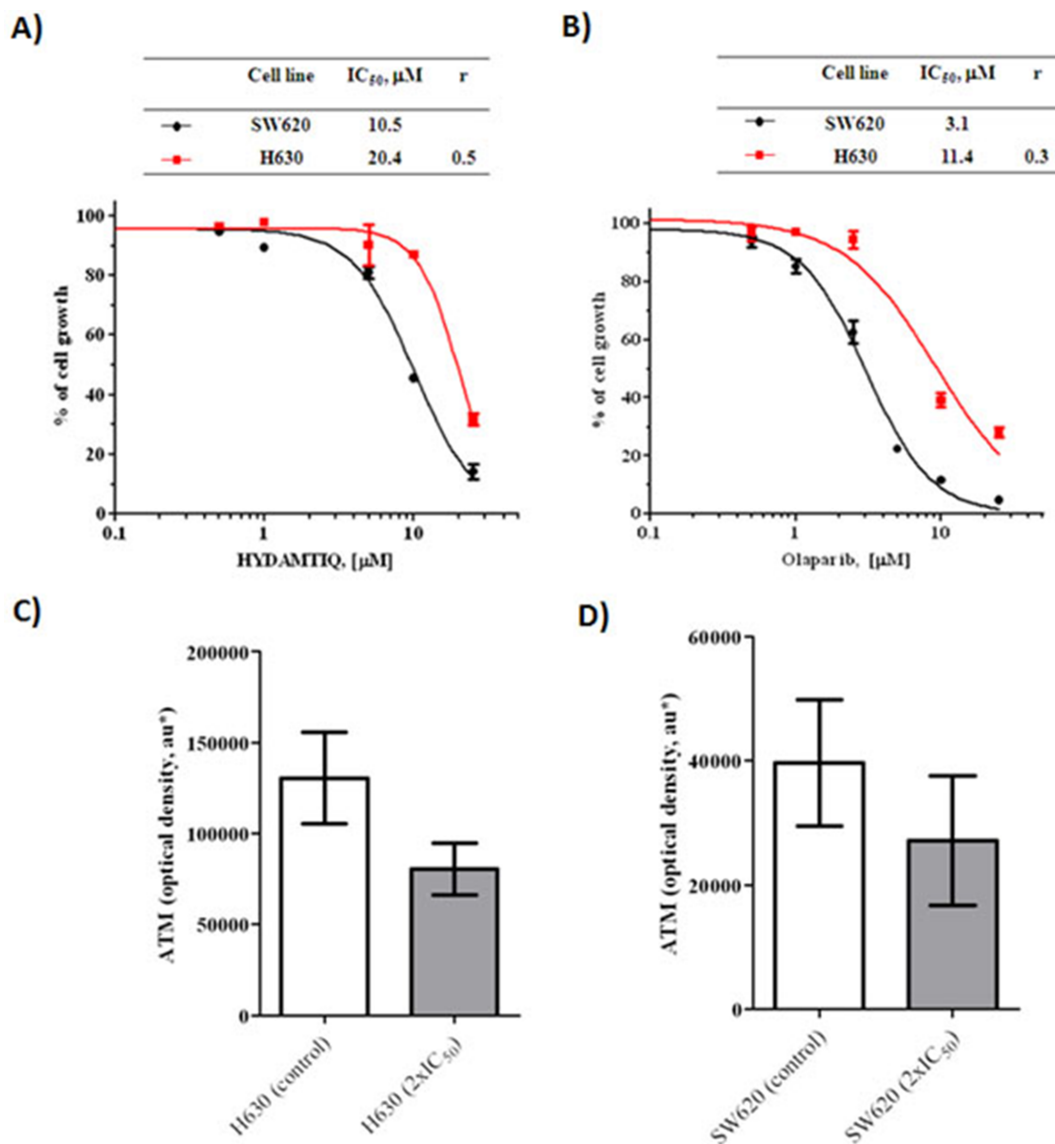 A)
Cell line IC50, µM r
SW620 10.5
H630 20.4 0.5
% of cell growth
100
80
60
40
20
0
0.1 1 10
HYDAMTIQ, [µM]
B)
Cell line IC50, µM r
SW620 3.1
H630 11.4 0.3
% of cell growth
100
80
60
40
20
0
0.1 1 10
Olaparib, [µM]
C)
ATM (optical density, au*)
200000
150000
100000
50000
0
H630 (control)
H630 (2xIC50)
D)
ATM (optical density, au*)
60000
40000
20000
0
SW620 (control)
SW620 (2xIC50)